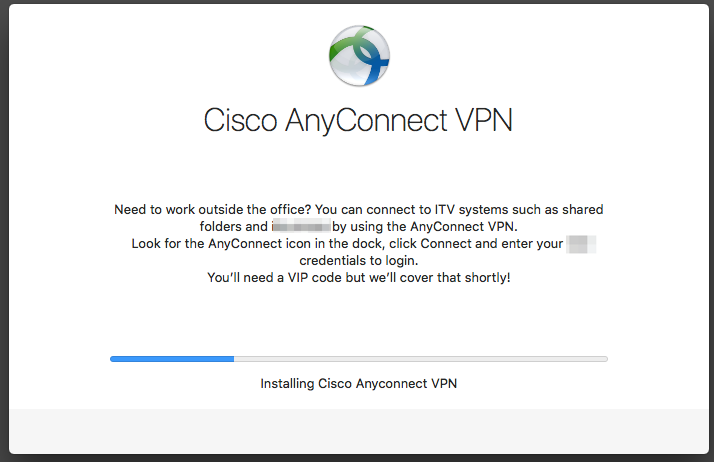 Cisco AnyConnect VPN
Need to work outside the office? You can connect to ITV systems such as shared
folders and by using the AnyConnect VPN.
Look for the AnyConnect icon in the dock, click Connect and enter your
credentials to login.
You'll need a VIP code but we'll cover that shortly!
Installing Cisco Anyconnect VPN